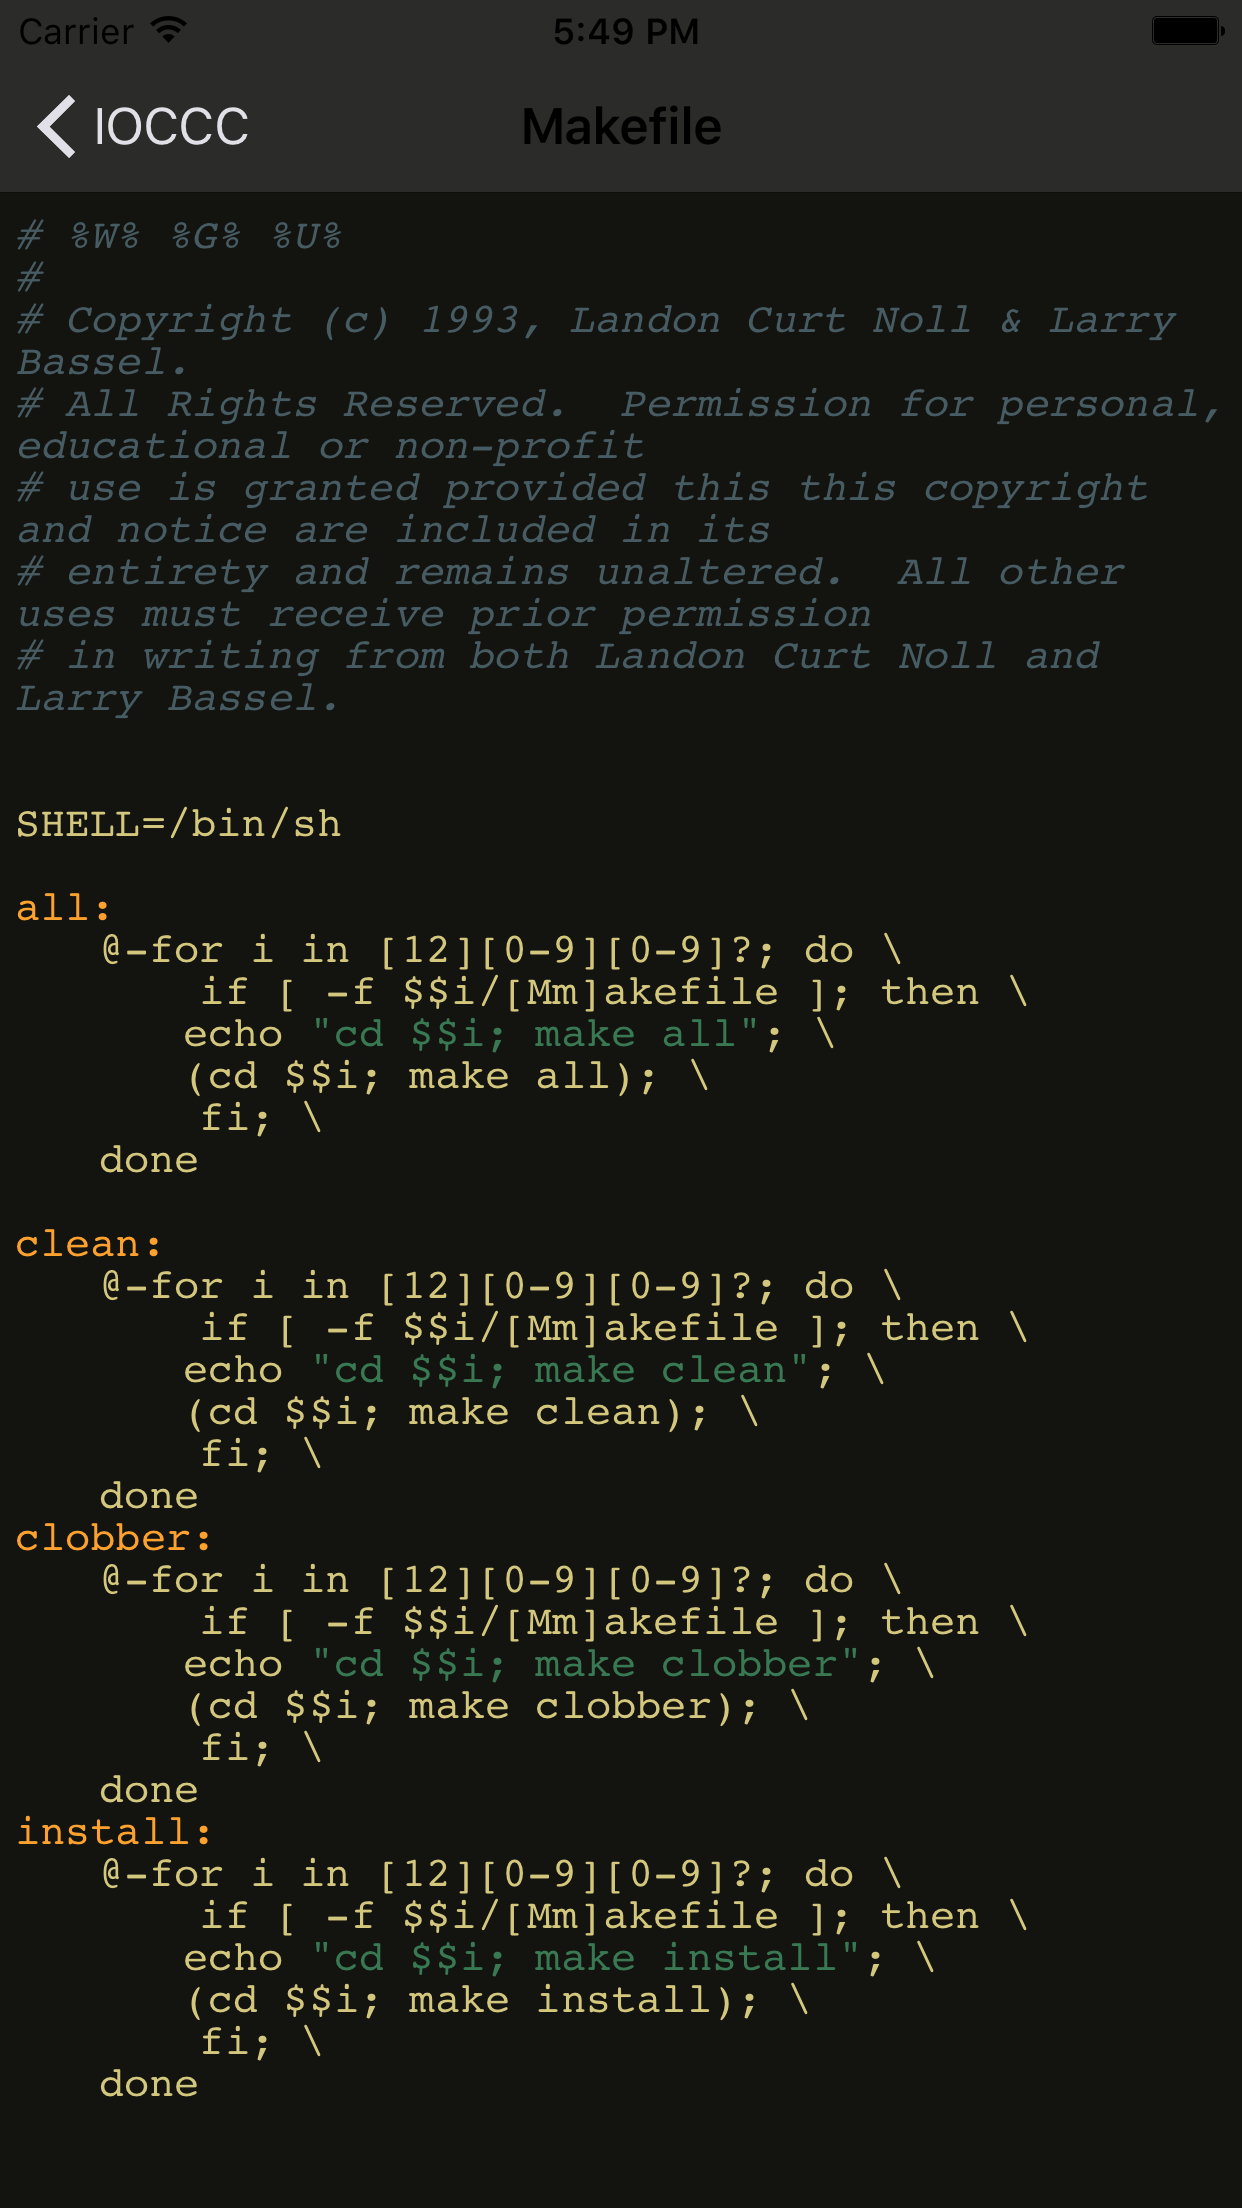 Carrier 5:49 PM
IOCCC Makefile
# %W% %G% %U%
#
# Copyright (c) 1993, Landon Curt Noll & Larry
Bassel.
# All Rights Reserved.  Permission for personal,
educational or non-profit
# use is granted provided this this copyright
and notice are included in its
# entirety and remains unaltered.  All other
uses must receive prior permission
# in writing from both Landon Curt Noll and
Larry Bassel.
SHELL=/bin/sh
all:
@-for i in [12][0-9][0-9]?; do \
if [ -f $$i/[Mm]akefile ]; then \
echo "cd $$i; make all"; \
(cd $$i; make all); \
fi; \
done
clean:
@-for i in [12][0-9][0-9]?; do \
if [ -f $$i/[Mm]akefile ]; then \
echo "cd $$i; make clean"; \
(cd $$i; make clean); \
fi; \
done
clobber:
@-for i in [12][0-9][0-9]?; do \
if [ -f $$i/[Mm]akefile ]; then \
echo "cd $$i; make clobber"; \
(cd $$i; make clobber); \
fi; \
done
install:
@-for i in [12][0-9][0-9]?; do \
if [ -f $$i/[Mm]akefile ]; then \
echo "cd $$i; make install"; \
(cd $$i; make install); \
fi; \
done